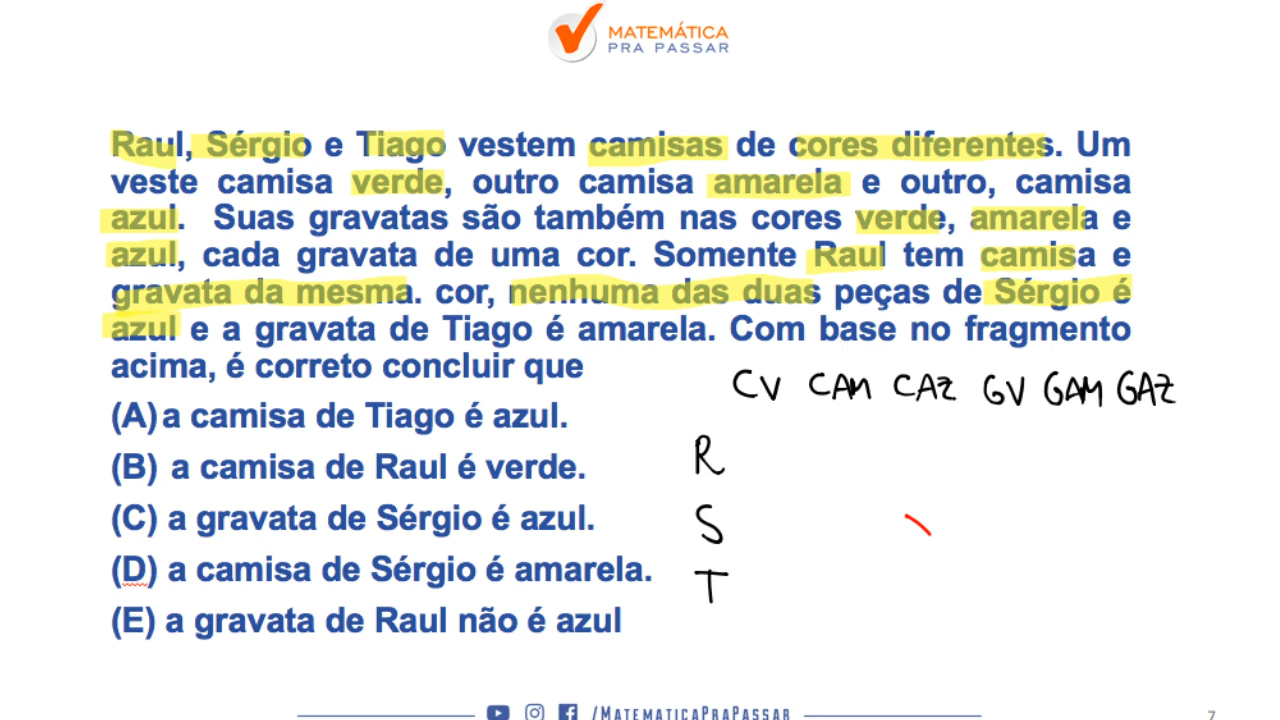 MATEMÁTICA
PRA PASSAR
Raul, Sérgio e Tiago vestem camisas de cores diferentes. Um
veste camisa verde, outro camisa amarela e outro, camisa
azul. Suas gravatas são também nas cores verde, amarela e
azul, cada gravata de uma cor. Somente Raul tem camisa e
gravata da mesma. cor, nenhuma das duas peças de Sérgio é
azul e a gravata de Tiago é amarela. Com base no fragmento
acima, é correto concluir que
CV CAM CAZ GV GAM GAZ
(A) a camisa de Tiago é azul.
R
(B) a camisa de Raul é verde.
(C) a gravata de Sérgio é azul.
S
(D) a camisa de Sérgio é amarela.
T
(E) a gravata de Raul não é azul
/MATEMATICAPRAPASSAR
7